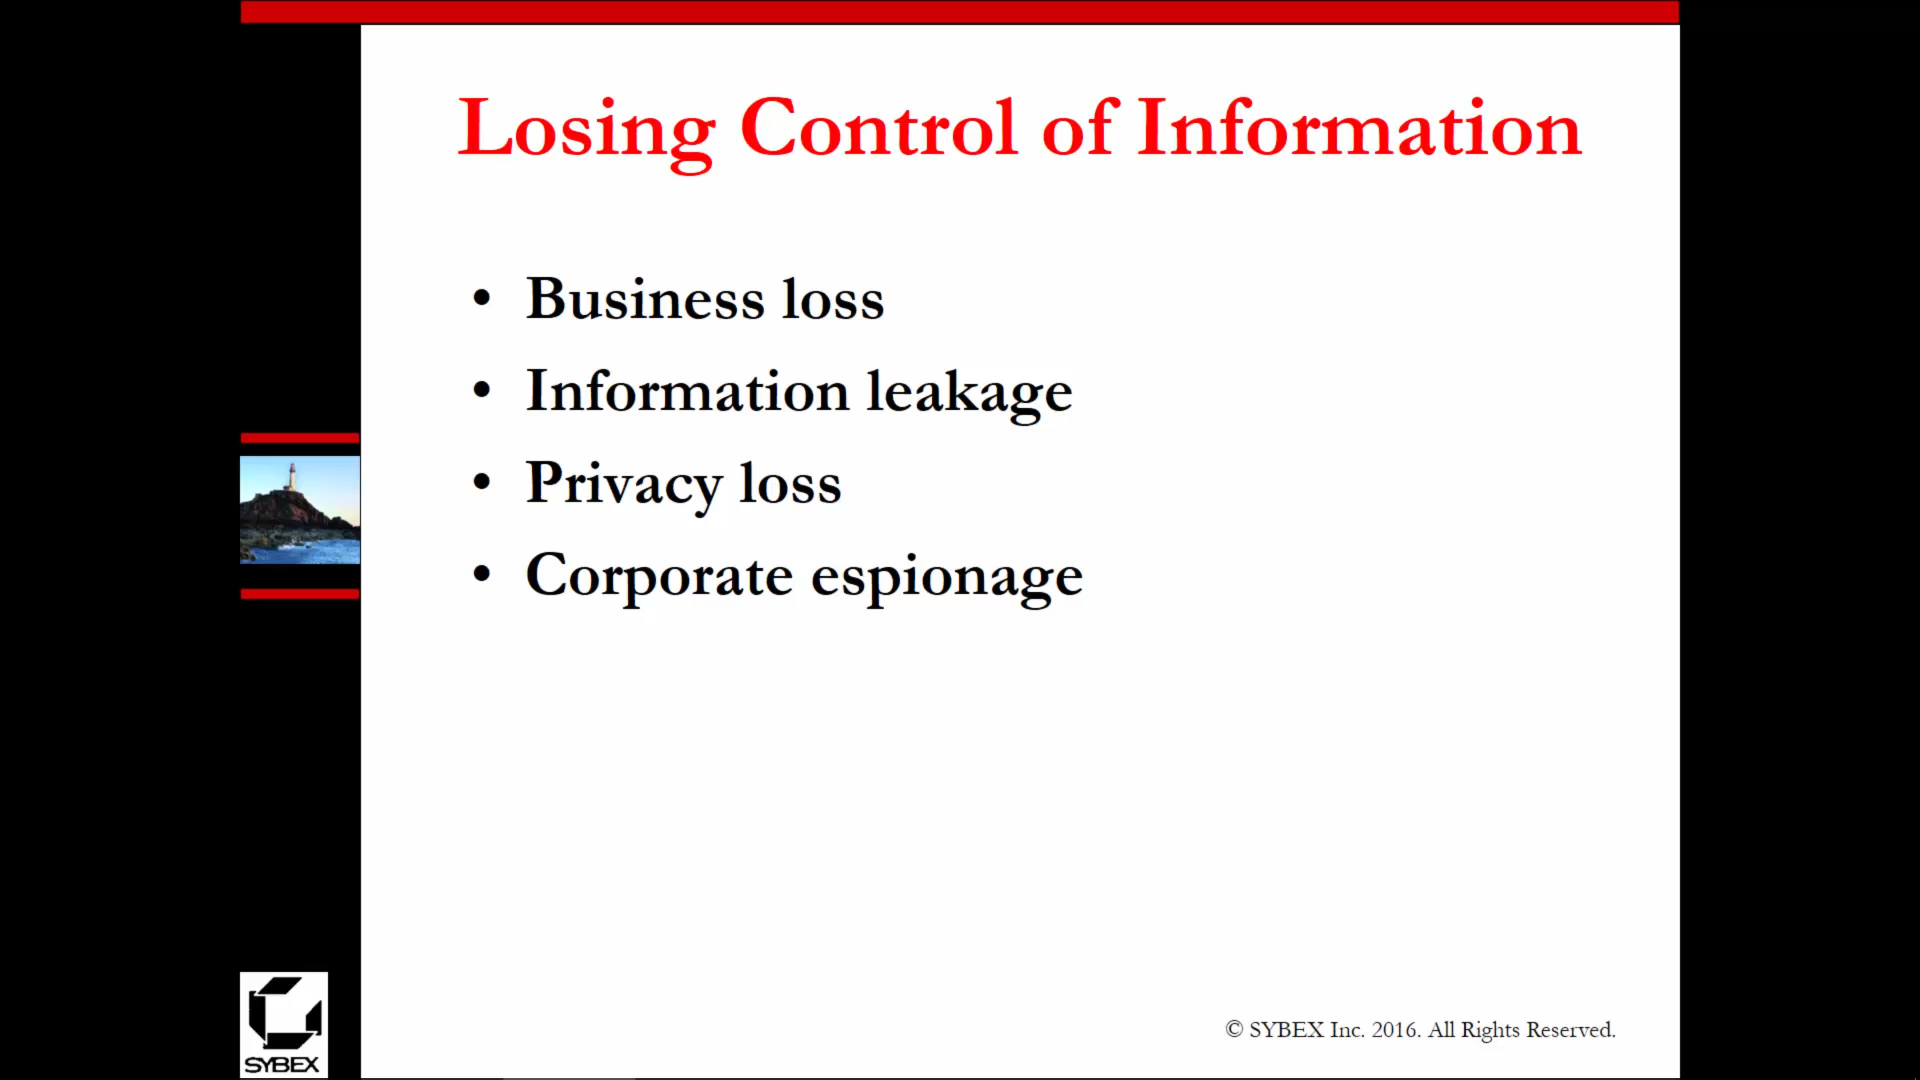 Losing Control of Information
• Business loss
• Information leakage
• Privacy loss
• Corporate espionage
SYBEX
© SYBEX Inc. 2016. All Rights Reserved.